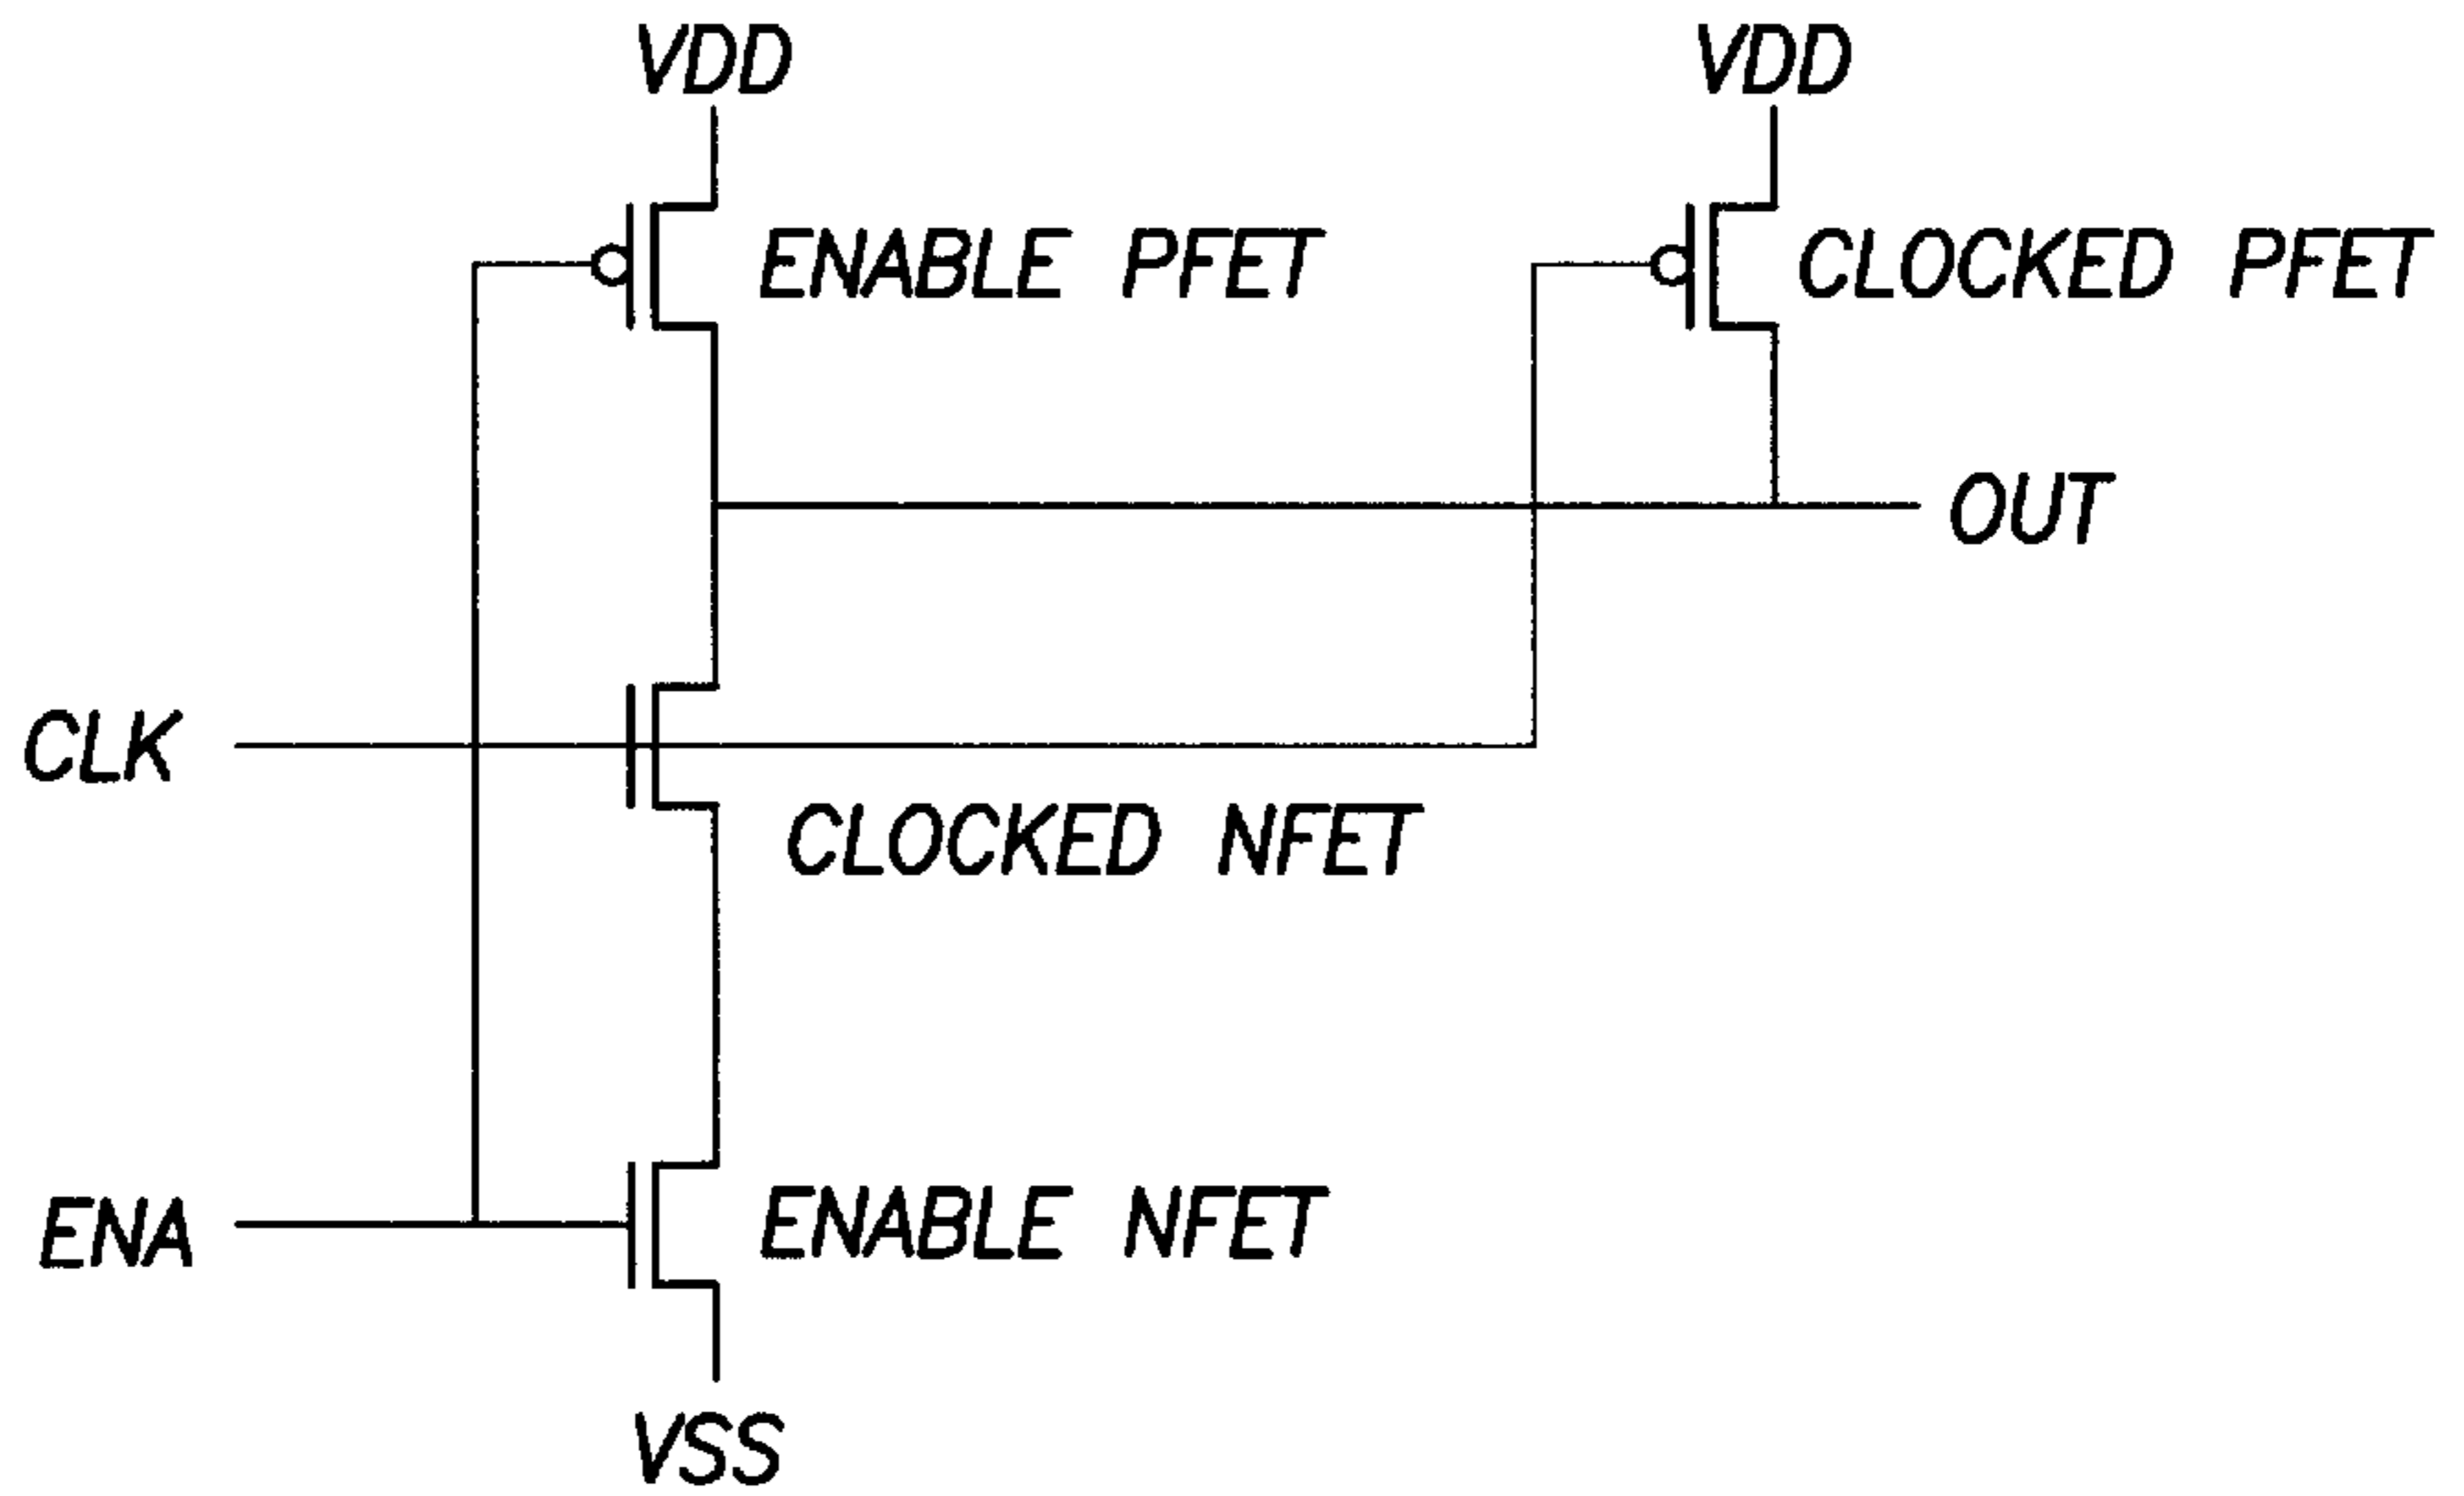 VDD
VDD
ENABLE PFET
CLOCKED PFET
OUT
CLK
CLOCKED NFET
ENA
ENABLE NFET
VSS